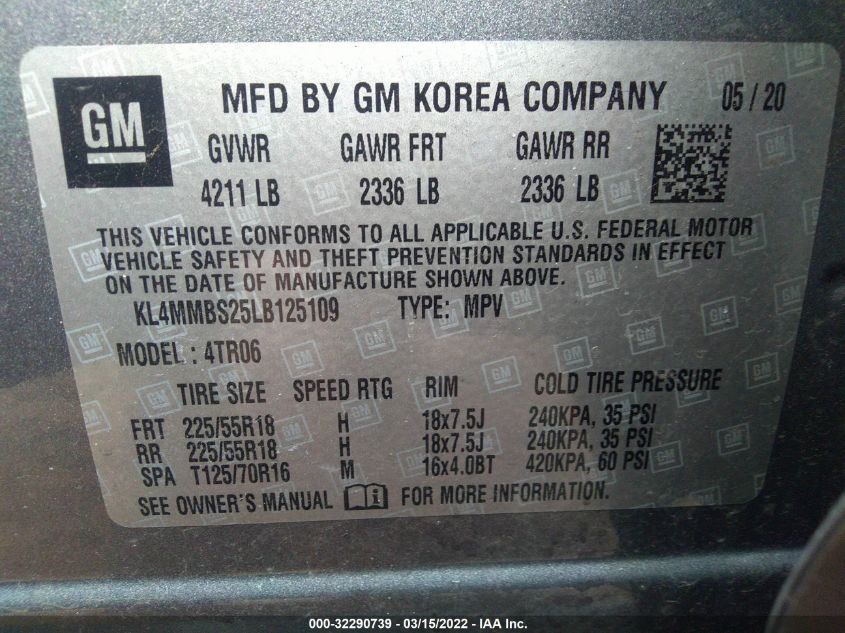 GM MFD BY GM KOREA COMPANY 05 / 20
GVWR GAWR FRT GAWR RR
4211 LB 2336 LB 2336 LB
THIS VEHICLE CONFORMS TO ALL APPLICABLE U.S. FEDERAL MOTOR
VEHICLE SAFETY AND THEFT PREVENTION STANDARDS IN EFFECT
ON THE DATE OF MANUFACTURE SHOWN ABOVE.
KL4MMBS25LB125109 TYPE: MPV
MODEL : 4TR06
TIRE SIZE SPEED RTG RIM COLD TIRE PRESSURE
FRT 225/55R18 H 18x7.5J 240KPA, 35 PSI
RR 225/55R18 H 18x7.5J 240KPA, 35 PSI
SPA T125/70R16 M 16x4.0BT 420KPA, 60 PSI
SEE OWNER'S MANUAL FOR MORE INFORMATION.
000-32290739 - 03/15/2022 - IAA Inc.